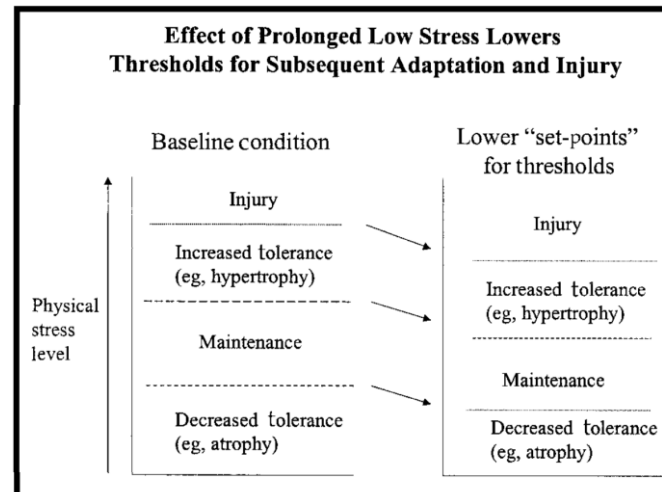 Effect of Prolonged Low Stress Lowers
Thresholds for Subsequent Adaptation and Injury
Baseline condition
Lower “set-points”
for thresholds
Physical
stress
level
Injury
Increased tolerance
(eg, hypertrophy)
Maintenance
Decreased tolerance
(eg, atrophy)
Injury
Increased tolerance
(eg, hypertrophy)
Maintenance
Decreased tolerance
(eg, atrophy)